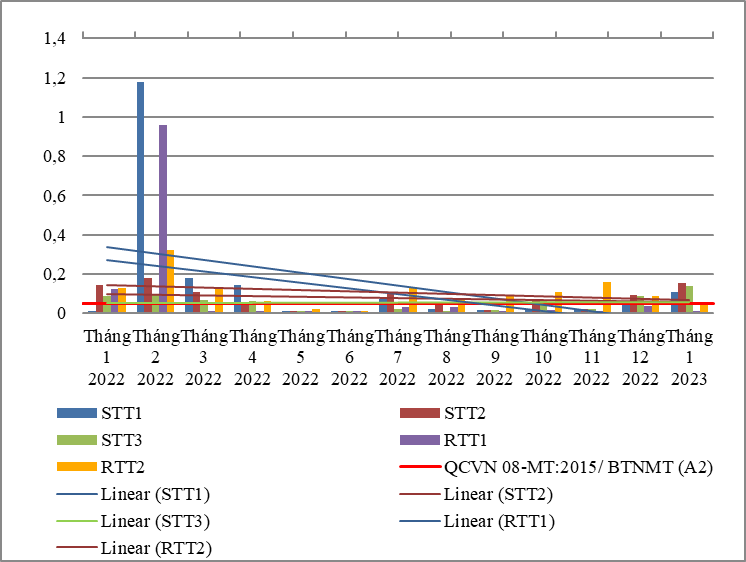 1,4
1,2
1
0,8
0,6
0,4
0,2
0
Tháng Tháng Tháng Tháng Tháng Tháng Tháng Tháng Tháng Tháng Tháng Tháng Tháng
1 2 3 4 5 6 7 8 9 10 11 12 1
2022 2022 2022 2022 2022 2022 2022 2022 2022 2022 2022 2022 2023
STT1 STT2
STT3 RTT1
RTT2 QCVN 08-MT:2015/ BTNMT (A2)
Linear (STT1) Linear (STT2)
Linear (STT3) Linear (RTT1)
Linear (RTT2)